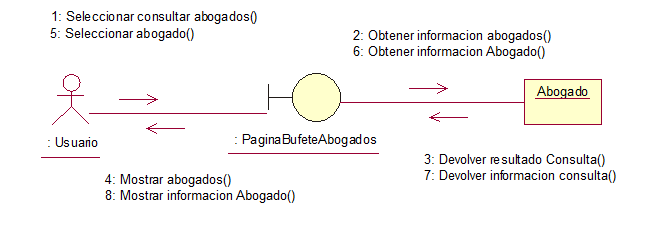 1: Seleccionar consultar abogados()
5: Seleccionar abogado()
2: Obtener informacion abogados()
6: Obtener informacion Abogado()
Abogado
: Usuario
: PaginaBufeteAbogados
3: Devolver resultado Consulta()
7: Devolver informacion consulta()
4: Mostrar abogados()
8: Mostrar informacion Abogado()